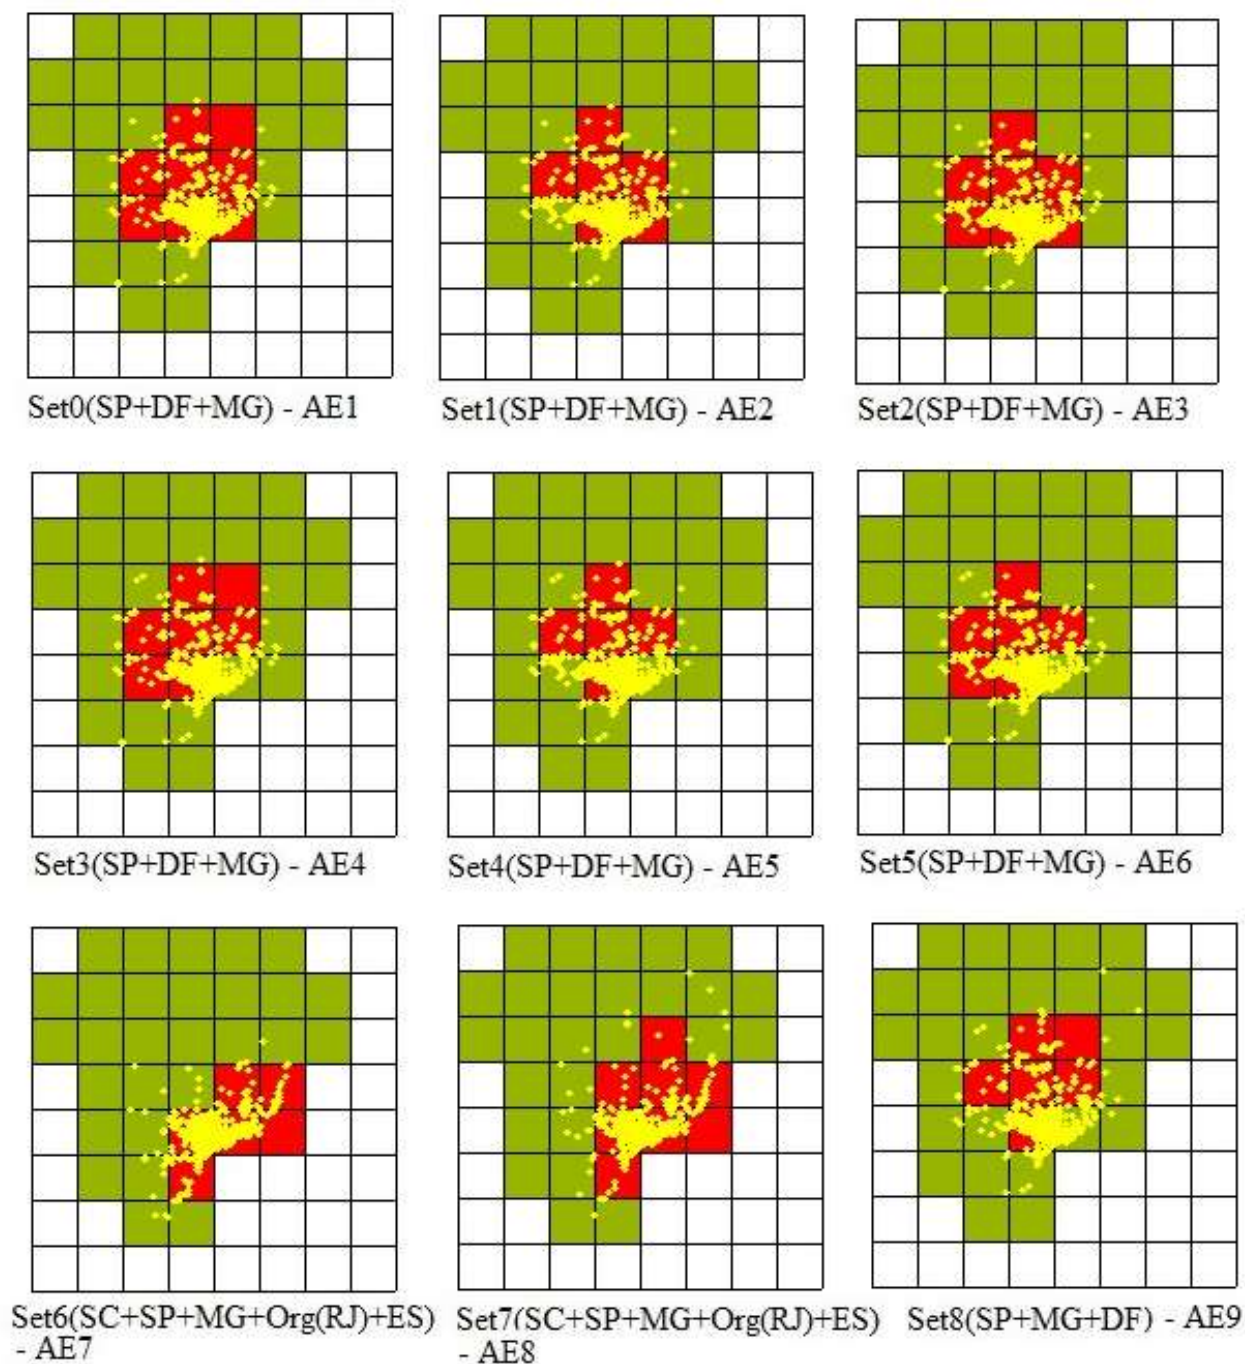 Set0(SP+DF+MG) - AE1
Set1(SP+DF+MG) - AE2
Set2(SP+DF+MG) - AE3
Set3(SP+DF+MG) - AE4
Set4(SP+DF+MG) - AE5
Set5(SP+DF+MG) - AE6
Set6(SC+SP+MG+Org(RJ)+ES)
- AE7
Set7(SC+SP+MG+Org(RJ)+ES)
- AE8
Set8(SP+MG+DF) - AE9